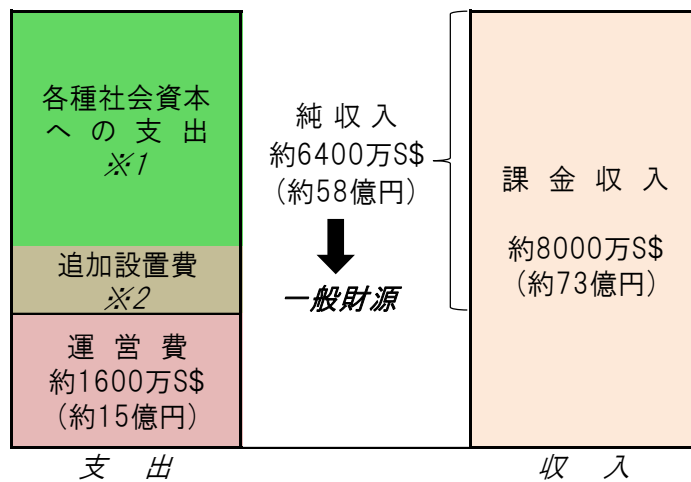 各種社会資本
への支出
※1
追加設置費
※2
運営費
約1600万S$
(約15億円)
支出
純収入
約6400万S$
(約58億円)
一般財源
課金収入
約8000万S$
(約73億円)
収入